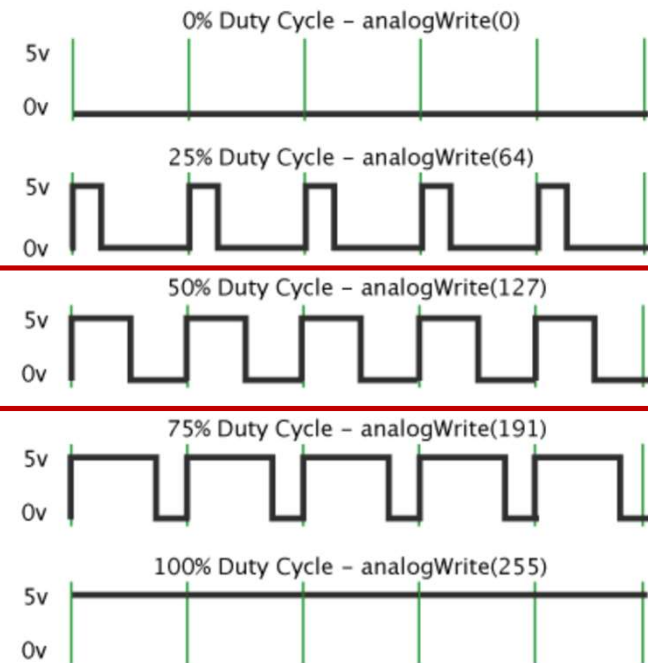 0% Duty Cycle – analogWrite(0)
5v
0v
25% Duty Cycle – analogWrite(64)
5v
0v
50% Duty Cycle – analogWrite(127)
5v
0v
75% Duty Cycle – analogWrite(191)
5v
0v
100% Duty Cycle – analogWrite(255)
5v
0v